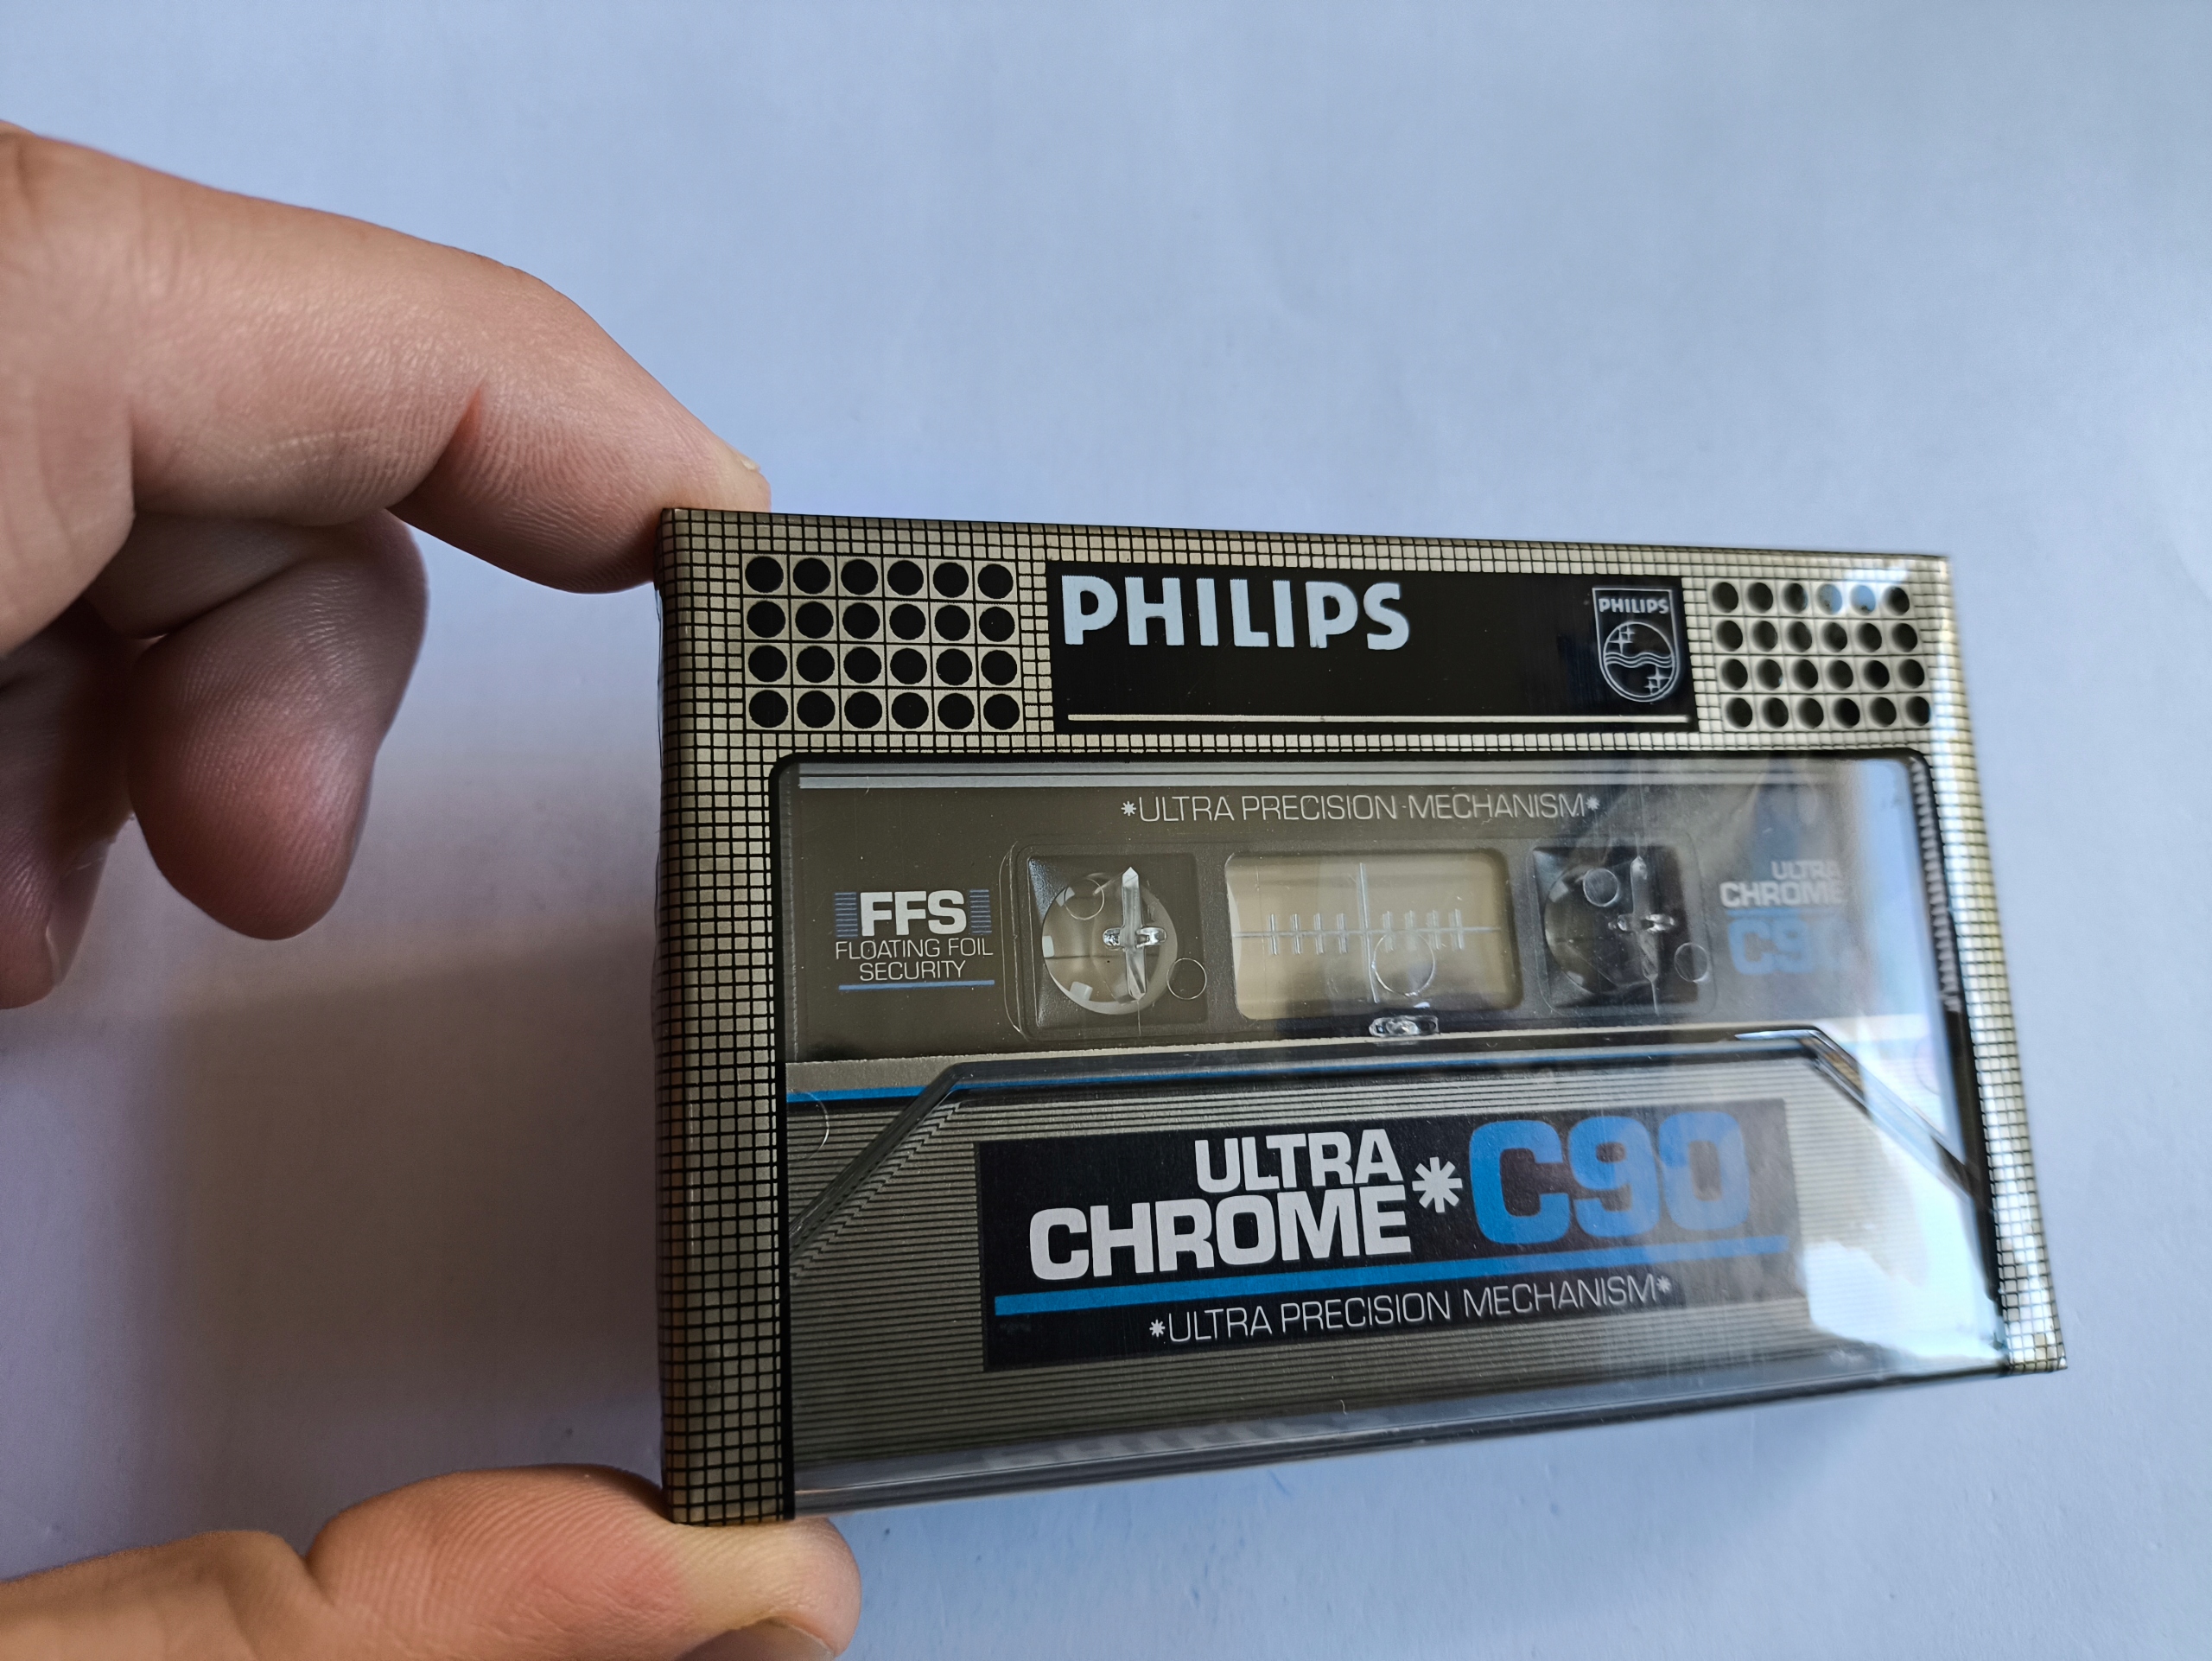 PHILIPS
PHILIPS
*ULTRA PRECISION MECHANISM*
FFS
FLOATING FOIL
SECURITY
ULTRA
CHROME
ULTRA
CHROME*C90
*ULTRA PRECISION MECHANISM*